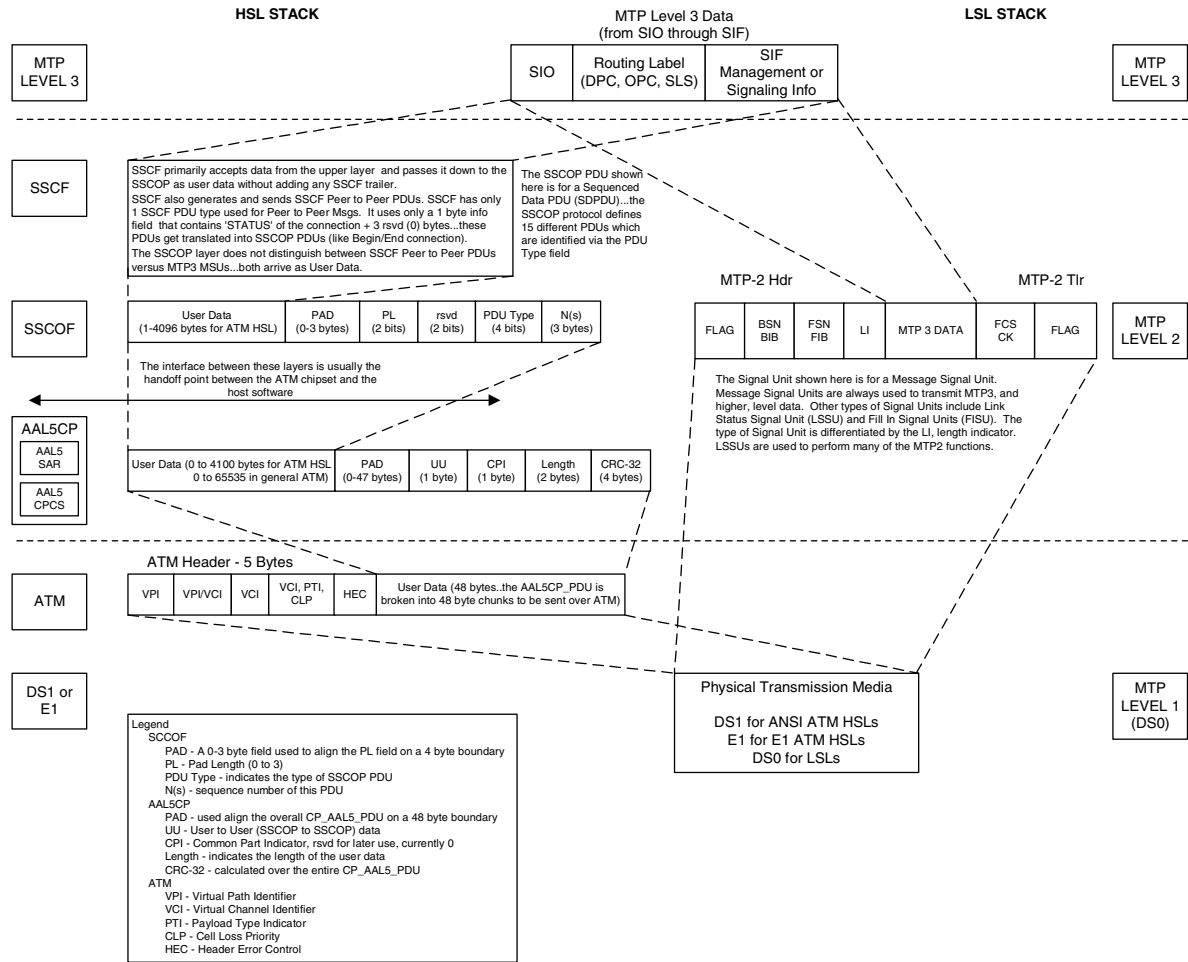 HSL STACK
MTP Level 3 Data
(from SIO through SIF)
LSL STACK
MTP
LEVEL 3
SIO
Routing Label
(DPC, OPC, SLS)
SIF
Management or
Signaling Info
MTP
LEVEL 3
SSCF
SSCF primarily accepts data from the upper layer and passes it down to the
SSCOP as user data without adding any SSCF trailer.
SSCF also generates and sends SSCF Peer to Peer PDUs. SSCF has only
1 SSCF PDU type used for Peer to Peer Msgs. It uses only a 1 byte info
field that contains 'STATUS' of the connection + 3 rsvd (0) bytes...these
PDUs get translated into SSCOP PDUs (like Begin/End connection).
The SSCOP layer does not distinguish between SSCF Peer to Peer PDUs
versus MTP3 MSUs...both arrive as User Data.
The SSCOP PDU shown
here is for a Sequenced
Data PDU (SDPDU)...the
SSCOP protocol defines
15 different PDUs which
are identified via the PDU
Type field
MTP-2 Hdr
MTP-2 Tlr
SSCOF
User Data
(1-4096 bytes for ATM HSL)
PAD
(0-3 bytes)
PL
(2 bits)
rsvd
(2 bits)
PDU Type
(4 bits)
N(s)
(3 bytes)
FLAG
BSN
BIB
FSN
FIB
LI
MTP 3 DATA
FCS
CK
FLAG
MTP
LEVEL 2
The interface between these layers is usually the
handoff point between the ATM chipset and the
host software
The Signal Unit shown here is for a Message Signal Unit.
Message Signal Units are always used to transmit MTP3, and
higher, level data. Other types of Signal Units include Link
Status Signal Unit (LSSU) and Fill In Signal Units (FISU). The
type of Signal Unit is differentiated by the LI, length indicator.
LSSUs are used to perform many of the MTP2 functions.
AAL5CP
AAL5
SAR
AAL5
CPCS
User Data (0 to 4100 bytes for ATM HSL
0 to 65535 in general ATM)
PAD
(0-47 bytes)
UU
(1 byte)
CPI
(1 byte)
Length
(2 bytes)
CRC-32
(4 bytes)
ATM Header - 5 Bytes
ATM
VPI
VPI/VCI
VCI
VCI, PTI,
CLP
HEC
User Data (48 bytes..the AAL5CP_PDU is
broken into 48 byte chunks to be sent over ATM)
DS1 or
E1
Physical Transmission Media
DS1 for ANSI ATM HSLs
E1 for E1 ATM HSLs
DS0 for LSLs
MTP
LEVEL 1
(DS0)
Legend
SCCOF
PAD - A 0-3 byte field used to align the PL field on a 4 byte boundary
PL - Pad Length (0 to 3)
PDU Type - indicates the type of SSCOP PDU
N(s) - sequence number of this PDU
AAL5CP
PAD - used align the overall CP_AAL5_PDU on a 48 byte boundary
UU - User to User (SSCOP to SSCOP) data
CPI - Common Part Indicator, rsvd for later use, currently 0
Length - indicates the length of the user data
CRC-32 - calculated over the entire CP_AAL5_PDU
ATM
VPI - Virtual Path Identifier
VCI - Virtual Channel Identifier
PTI - Payload Type Indicator
CLP - Cell Loss Priority
HEC - Header Error Control